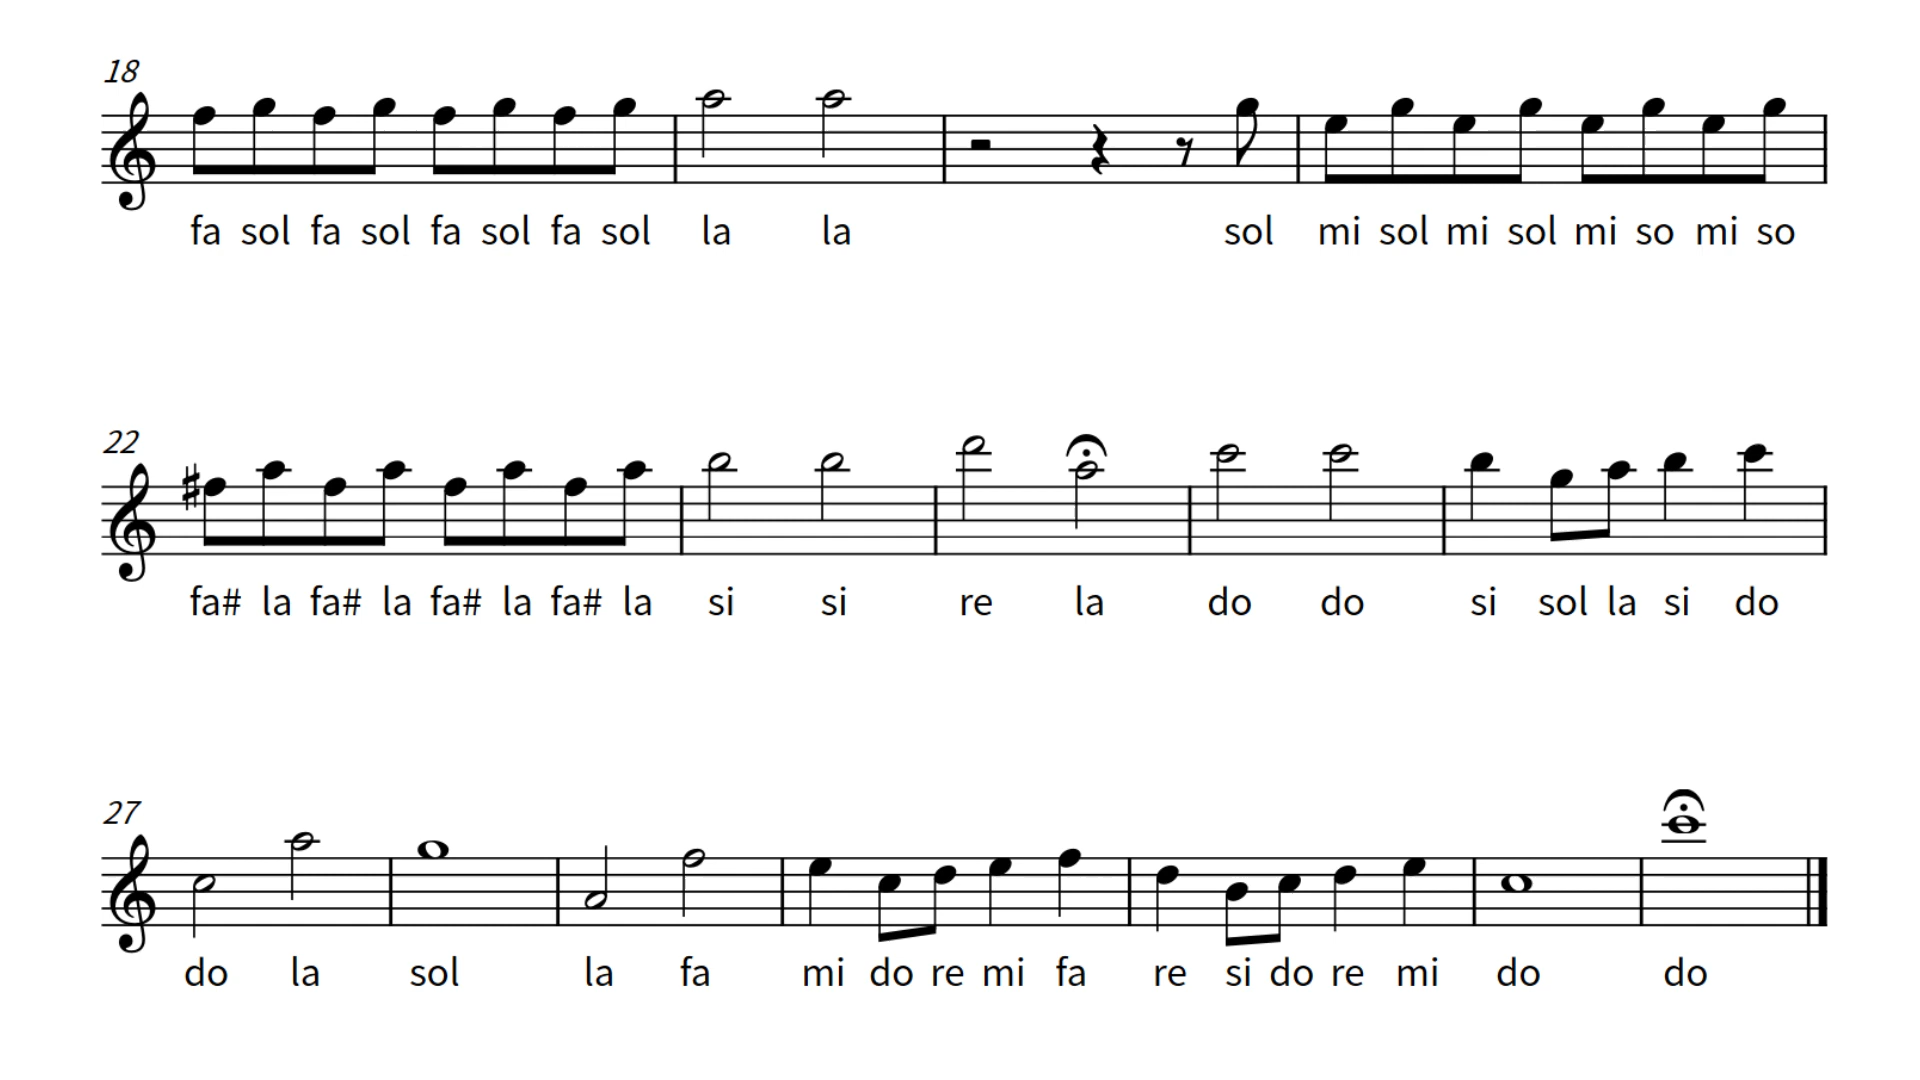 18
fa sol fa sol fa sol fa sol la la sol mi sol mi sol mi so mi so
22
fa# la fa# la fa# la fa# la si si re la do do si sol la si do
27
do la sol la fa mi do re mi fa re si do re mi do do